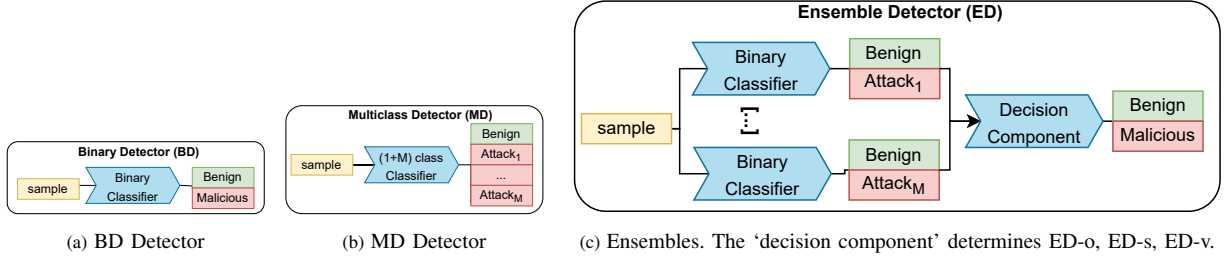 Binary Detector (BD)
sample
Binary
Classifier
Benign
Malicious
(a) BD Detector
Multiclass Detector (MD)
sample
(1+M) class
Classifier
Benign
Attack₁
...
Attack_M
(b) MD Detector
Ensemble Detector (ED)
sample
Binary
Classifier
Benign
Attack₁
[...]
Binary
Classifier
Benign
Attack_M
Decision
Component
Benign
Malicious
(c) Ensembles. The ‘decision component’ determines ED-o, ED-s, ED-v.